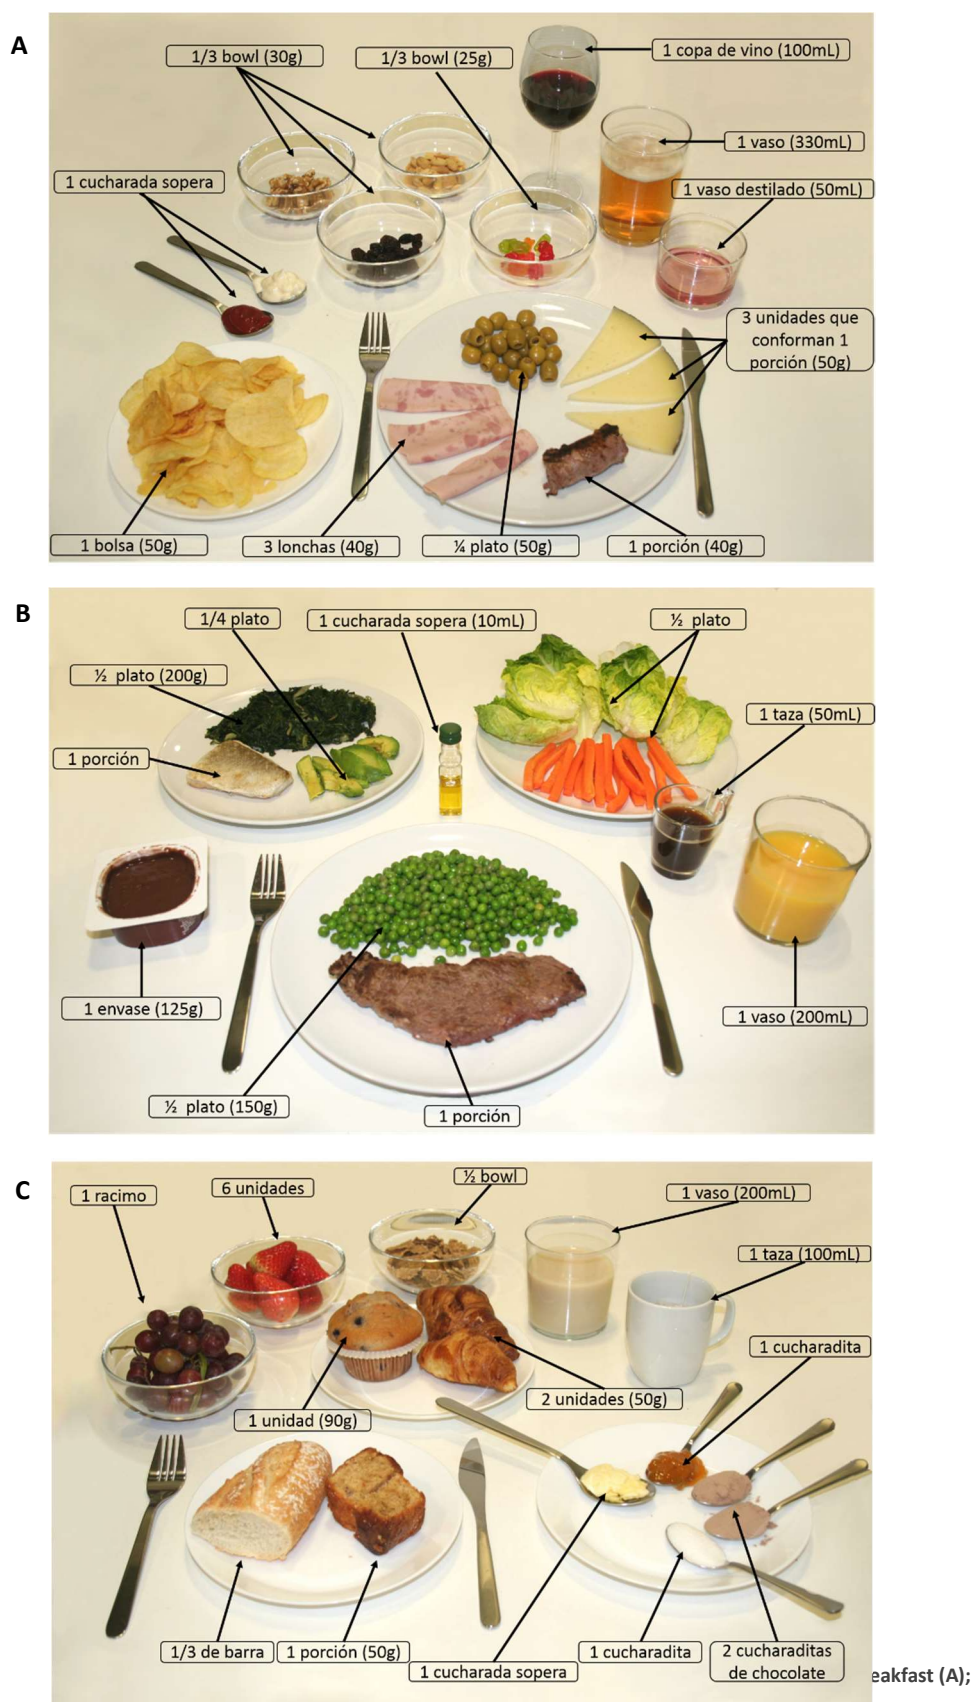 A
1/3 bowl (30g)
1/3 bowl (25g)
1 copa de vino (100mL)
1 vaso (330mL)
1 cucharada sopera
1 vaso destilado (50mL)
3 unidades que
conforman 1
porción (50g)
1 bolsa (50g)
3 lonchas (40g)
¼ plato (50g)
1 porción (40g)
B
1/4 plato
1 cucharada sopera (10mL)
½ plato
½ plato (200g)
1 taza (50mL)
1 porción
1 envase (125g)
1 vaso (200mL)
½ plato (150g)
1 porción
C
1 racimo
6 unidades
½ bowl
1 vaso (200mL)
1 taza (100mL)
1 cucharadita
2 unidades (50g)
1 unidad (90g)
1/3 de barra
1 porción (50g)
1 cucharada sopera
1 cucharadita
2 cucharaditas
de chocolate
eakfast (A);